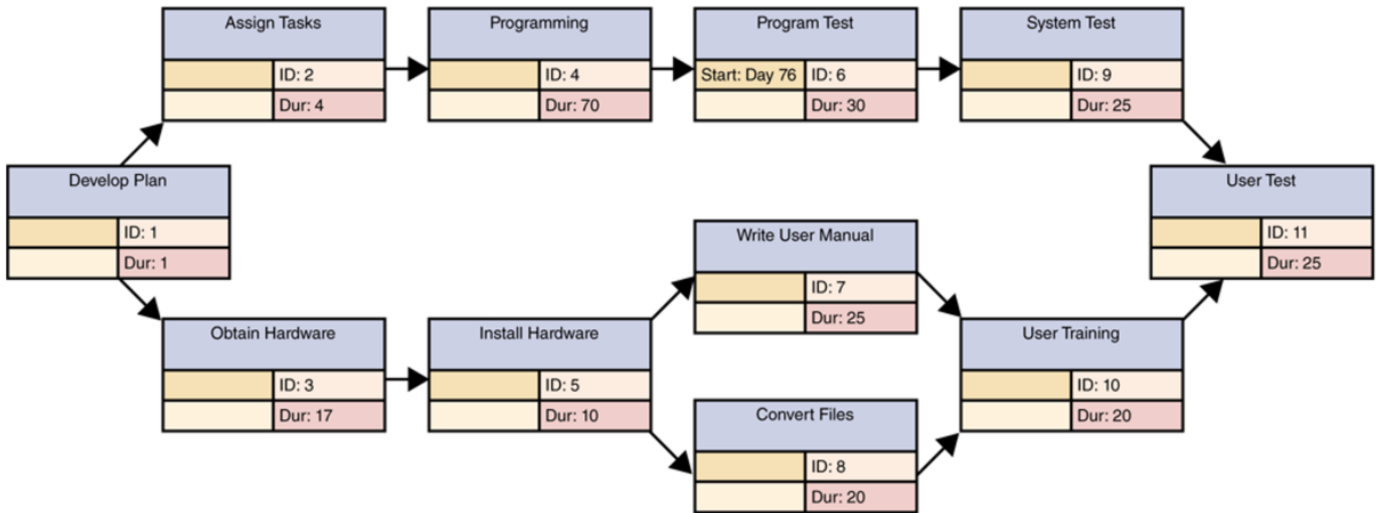 Assign Tasks
ID: 2
Dur: 4
Programming
ID: 4
Dur: 70
Program Test
Start: Day 76 ID: 6
Dur: 30
System Test
ID: 9
Dur: 25
Develop Plan
ID: 1
Dur: 1
User Test
ID: 11
Dur: 25
Write User Manual
ID: 7
Dur: 25
Obtain Hardware
ID: 3
Dur: 17
Install Hardware
ID: 5
Dur: 10
User Training
ID: 10
Dur: 20
Convert Files
ID: 8
Dur: 20